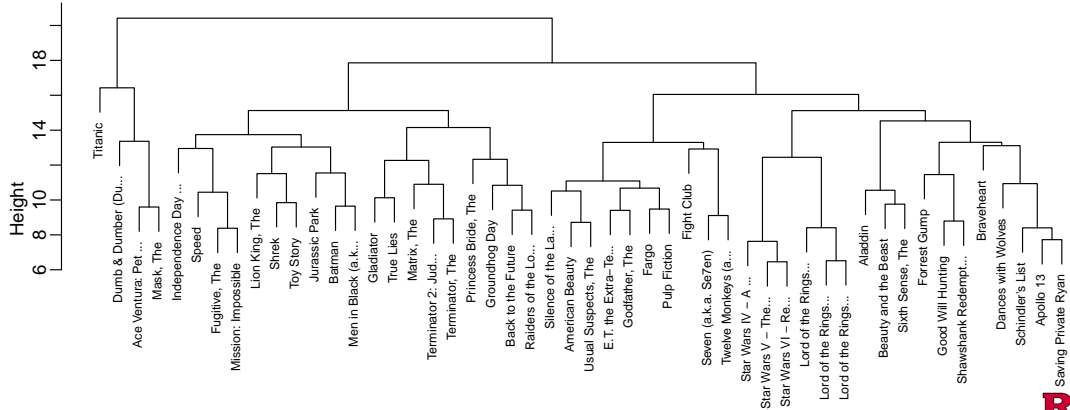 Height
18
14
10
8
6
Titanic
Dumb & Dumber (Du...
Ace Ventura: Pet ...
Mask, The
Independence Day ...
Speed
Fugitive, The
Mission: Impossible
Lion King, The
Shrek
Toy Story
Jurassic Park
Batman
Men in Black (a.k...
Gladiator
True Lies
Matrix, The
Terminator 2: Jud...
Terminator, The
Princess Bride, The
Groundhog Day
Back to the Future
Raiders of the Lo...
Silence of the La...
American Beauty
Usual Suspects, The
E.T. the Extra−Te...
Godfather, The
Fargo
Pulp Fiction
Fight Club
Seven (a.k.a. Se7en)
Twelve Monkeys (a...
Star Wars IV − A ...
Star Wars V − The...
Star Wars VI − Re...
Lord of the Rings...
Lord of the Rings...
Lord of the Rings...
Aladdin
Beauty and the Beast
Sixth Sense, The
Forrest Gump
Good Will Hunting
Shawshank Redempt...
Braveheart
Dances with Wolves
Schindler's List
Apollo 13
Saving Private Ryan
R